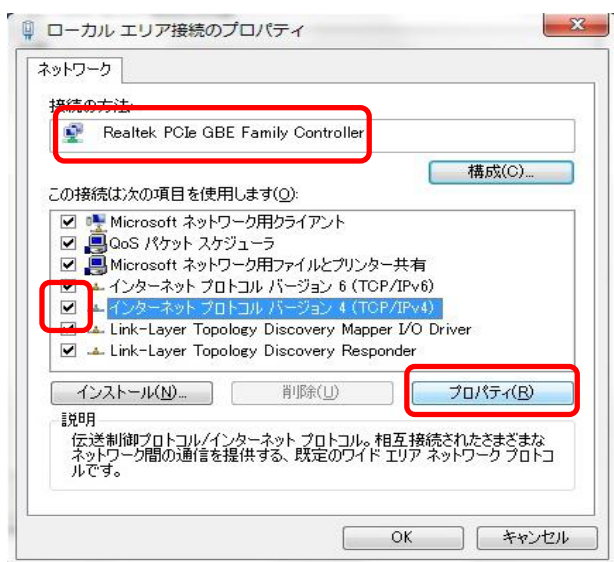 ローカル エリア接続のプロパティ
ネットワーク
接続の方法:
Realtek PCIe GBE Family Controller
構成(C)...
この接続は次の項目を使用します(O):
Microsoft ネットワーク用クライアント
QoS パケット スケジューラ
Microsoft ネットワーク用ファイルとプリンター共有
インターネット プロトコル バージョン 6 (TCP/IPv6)
インターネット プロトコル バージョン 4 (TCP/IPv4)
Link-Layer Topology Discovery Mapper I/O Driver
Link-Layer Topology Discovery Responder
インストール(N)... 削除(U) プロパティ(R)
説明
伝送制御プロトコル/インターネット プロトコル。相互接続されたさまざまな
ネットワーク間の通信を提供する、既定のワイド エリア ネットワーク プロトコ
ルです。
OK キャンセル